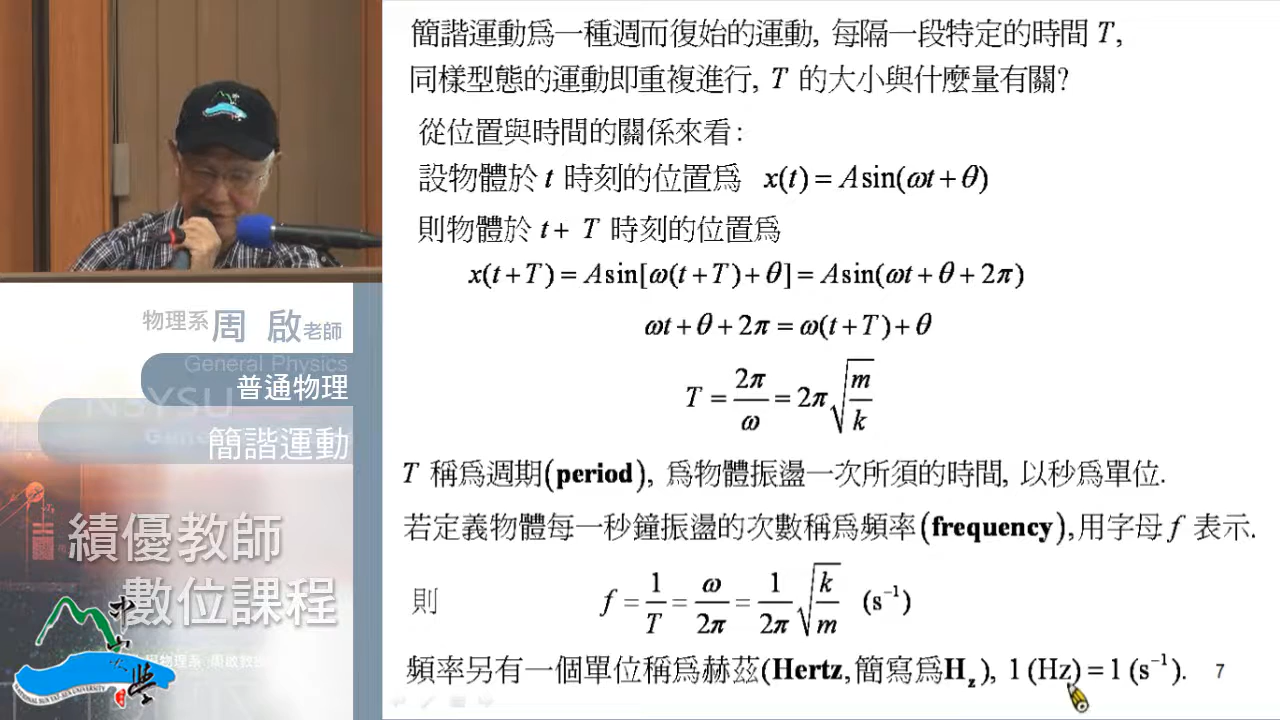 簡諧運動為一種週而復始的運動, 每隔一段特定的時間 T,
同樣型態的運動即重複進行, T 的大小與什麼量有關?
從位置與時間的關係來看:
設物體於 t 時刻的位置為 x(t) = A sin(ωt + θ)
則物體於 t + T 時刻的位置為
x(t + T) = A sin[ω(t + T) + θ] = A sin(ωt + θ + 2π)
ωt + θ + 2π = ω(t + T) + θ
T = 2π/ω = 2π√(m/k)
T 稱為週期(period), 為物體振盪一次所須的時間, 以秒為單位.
若定義物體每一秒鐘振盪的次數稱為頻率(frequency),用字母 f 表示.
則 f = 1/T = ω/2π = 1/2π √(k/m) (s⁻¹)
頻率另有一個單位稱為赫茲(Hertz,簡寫為Hz), 1 (Hz) = 1 (s⁻¹).
7
物理系周 啟老師
General Physics
普通物理
NSYSU
簡諧運動
績優教師
數位課程